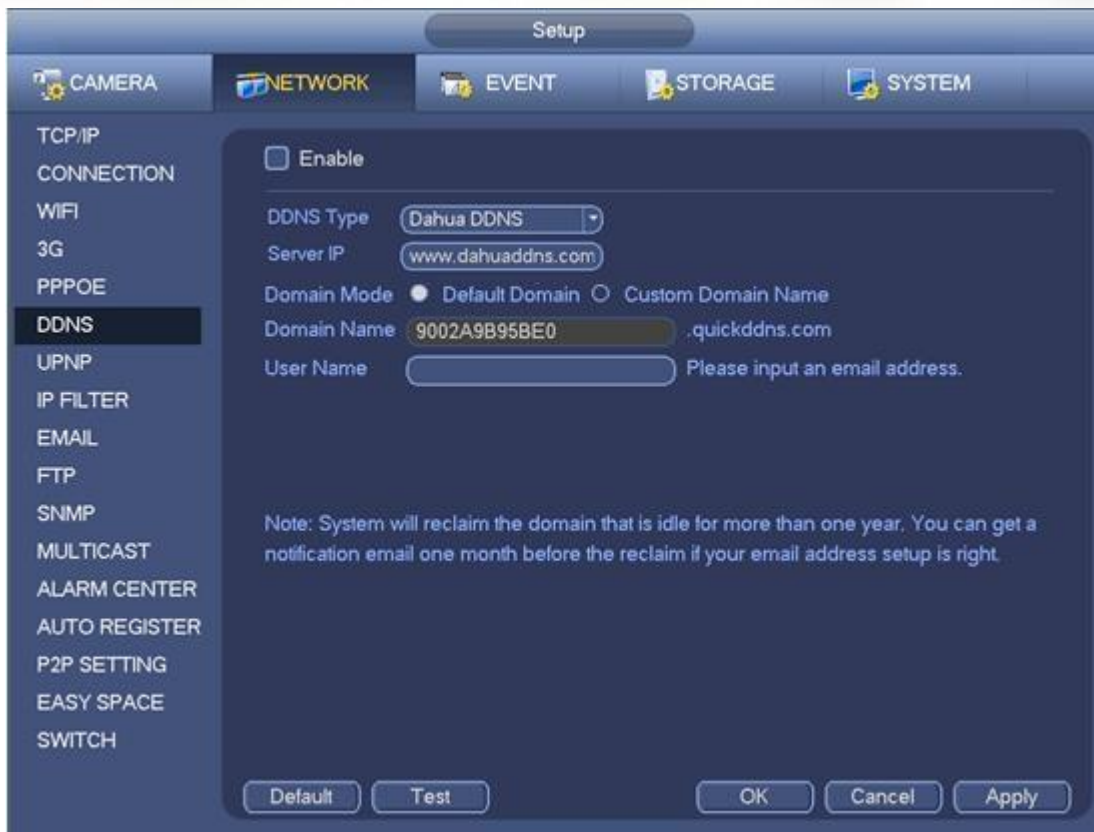 Setup
CAMERA
NETWORK
EVENT
STORAGE
SYSTEM
TCP/IP
CONNECTION
WIFI
3G
PPPOE
DDNS
UPNP
IP FILTER
EMAIL
FTP
SNMP
MULTICAST
ALARM CENTER
AUTO REGISTER
P2P SETTING
EASY SPACE
SWITCH
Enable
DDNS Type Dahua DDNS
Server IP www.dahuaddns.com
Domain Mode Default Domain Custom Domain Name
Domain Name 9002A9B95BE0 .quickddns.com
User Name Please input an email address.
Note: System will reclaim the domain that is idle for more than one year. You can get a
notification email one month before the reclaim if your email address setup is right.
Default Test OK Cancel Apply